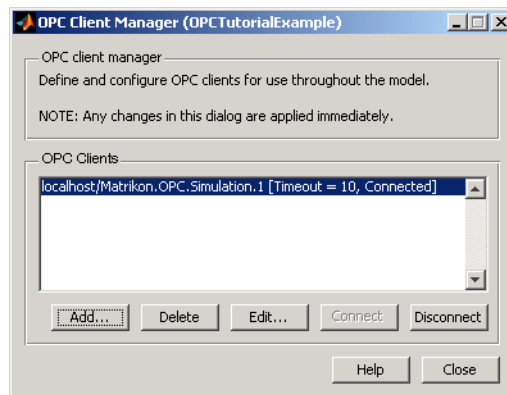 OPC Client Manager (OPCTutorialExample)
OPC client manager
Define and configure OPC clients for use throughout the model.
NOTE: Any changes in this dialog are applied immediately.
OPC Clients
localhost/Matrikon.OPC.Simulation.1 [Timeout = 10, Connected]
Add... Delete Edit... Connect Disconnect
Help Close